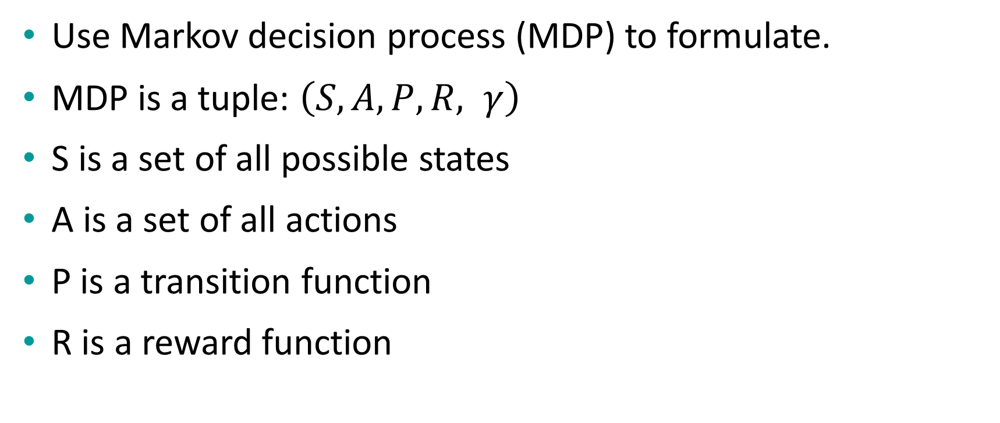 • Use Markov decision process (MDP) to formulate.
• MDP is a tuple: (S, A, P, R, γ)
• S is a set of all possible states
• A is a set of all actions
• P is a transition function
• R is a reward function